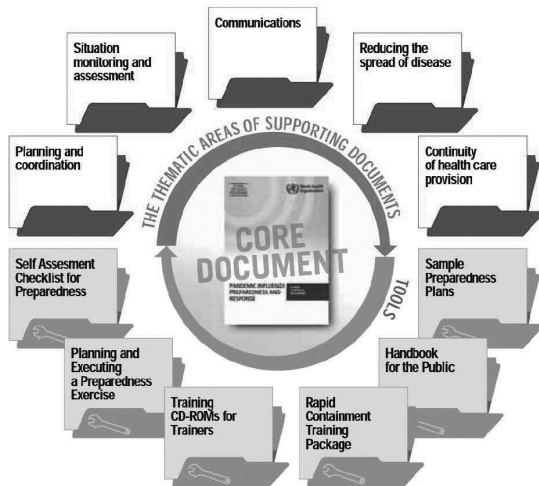 Communications
Situation
monitoring and
assessment
Reducing the
spread of disease
Planning and
coordination
Continuity
of health care
provision
THE THEMATIC AREAS OF SUPPORTING DOCUMENTS
World Health
Organization
CORE
DOCUMENT
PANDEMIC INFLUENZA
PREPAREDNESS AND
RESPONSE
TOOLS
Self Assesment
Checklist for
Preparedness
Sample
Preparedness
Plans
Planning and
Executing
a Preparedness
Exercise
Handbook
for the Public
Training
CD-ROMs for
Trainers
Rapid
Containment
Training
Package